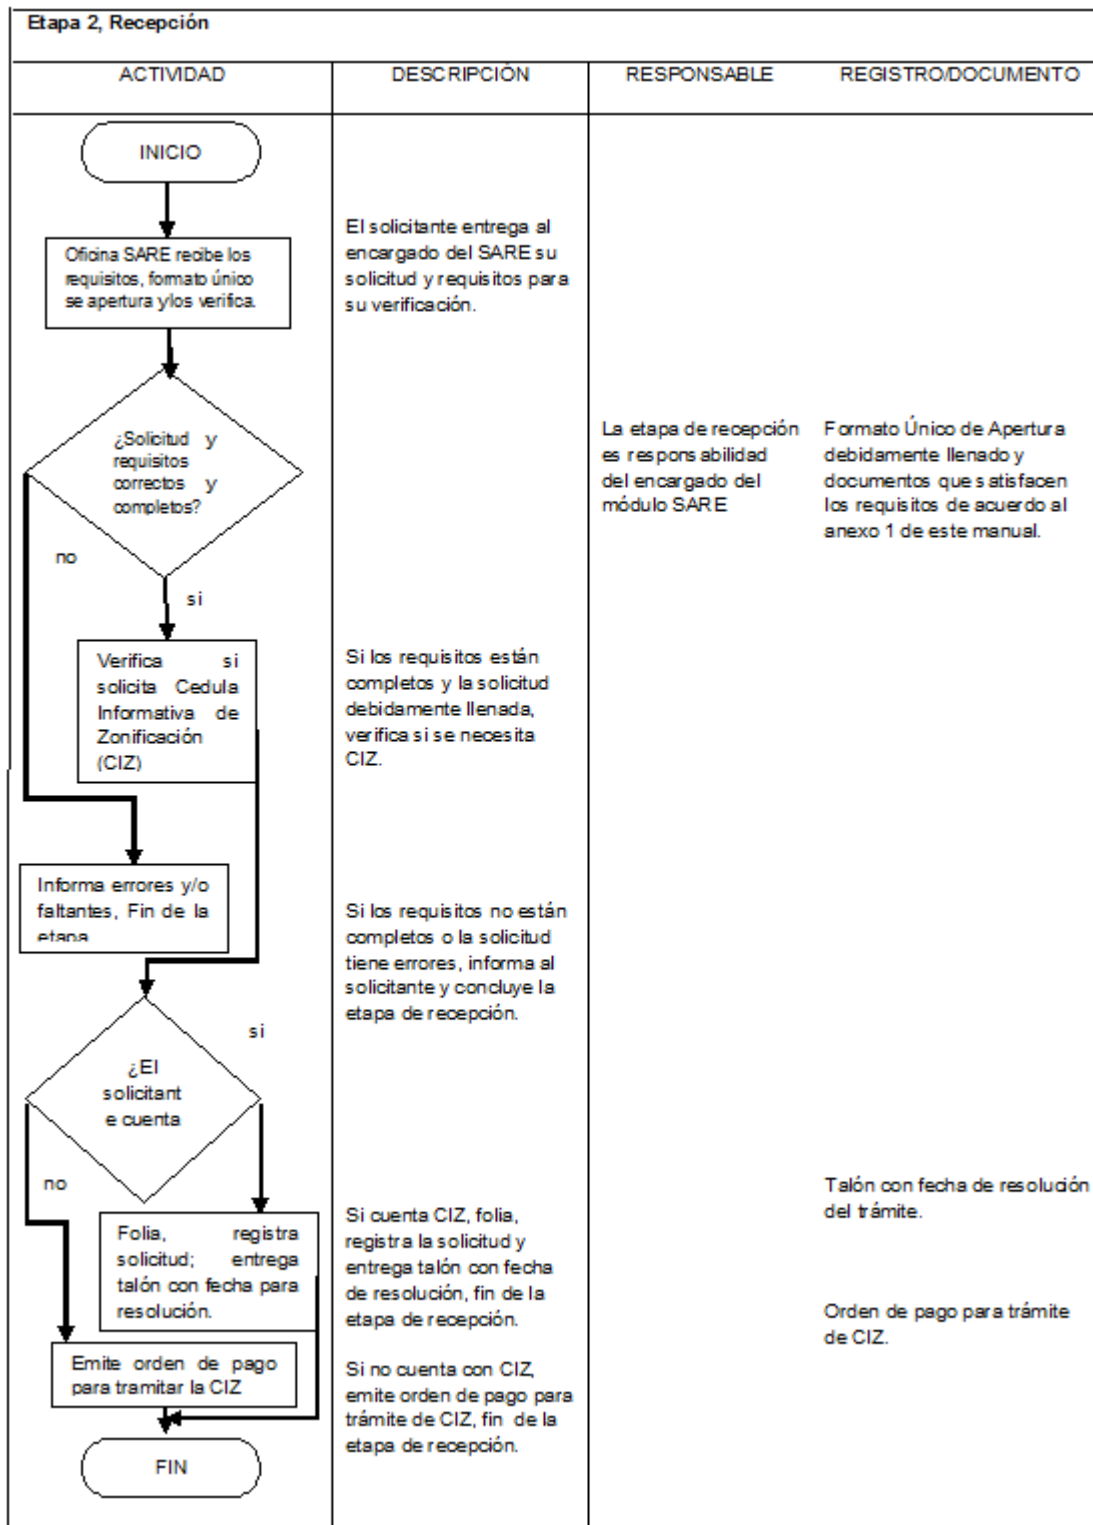 Etapa 2, Recepción
ACTIVIDAD
DESCRIPCIÓN
RESPONSABLE
REGISTRO/DOCUMENTO
INICIO
Oficina SARE recibe los
requisitos, formato único
se apertura ylos verifica.
El solicitante entrega al
encargado del SARE su
solicitud y requisitos para
su verificación.
¿Solicitud y
requisitos
correctos y
completos?
La etapa de recepción
es responsabilidad
del encargado del
módulo SARE
Formato Único de Apertura
debidamente llenado y
documentos que satisfacen
los requisitos de acuerdo al
anexo 1 de este manual.
no
si
Verifica si
solicita Cedula
Informativa de
Zonificación
(CIZ)
Si los requisitos están
completos y la solicitud
debidamente llenada,
verifica si se necesita
CIZ.
Informa errores y/o
faltantes, Fin de la
etapa
Si los requisitos no están
completos o la solicitud
tiene errores, informa al
solicitante y concluye la
etapa de recepción.
si
¿El
solicitant
e cuenta
no
Folia, registra
solicitud; entrega
talón con fecha para
resolución.
Si cuenta CIZ, folia,
registra la solicitud y
entrega talón con fecha
de resolución, fin de la
etapa de recepción.
Talón con fecha de resolución
del trámite.
Orden de pago para trámite
de CIZ.
Emite orden de pago
para tramitar la CIZ
Si no cuenta con CIZ,
emite orden de pago para
trámite de CIZ, fin de la
etapa de recepción.
FIN